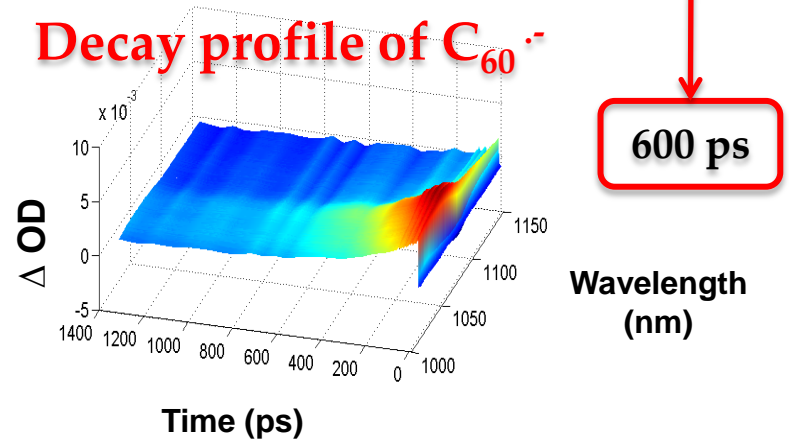 Decay profile of C60 .-
x 10-3
10
5
0
-5
Δ OD
1400 1200 1000 800 600 400 200 0
Time (ps)
1000
1050
1100
1150
Wavelength
(nm)
600 ps